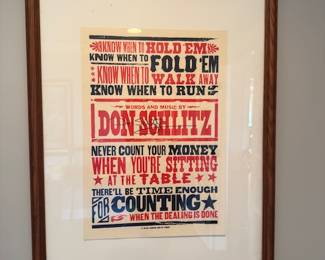 KNOW WHEN TO HOLD 'EM
KNOW WHEN TO FOLD 'EM
KNOW WHEN TO WALK AWAY
KNOW WHEN TO RUN
WORDS AND MUSIC BY
DON SCHLITZ
NEVER COUNT YOUR MONEY
WHEN YOU'RE SITTING
AT THE TABLE
THERE'LL BE TIME ENOUGH
FOR COUNTING
WHEN THE DEALING IS DONE